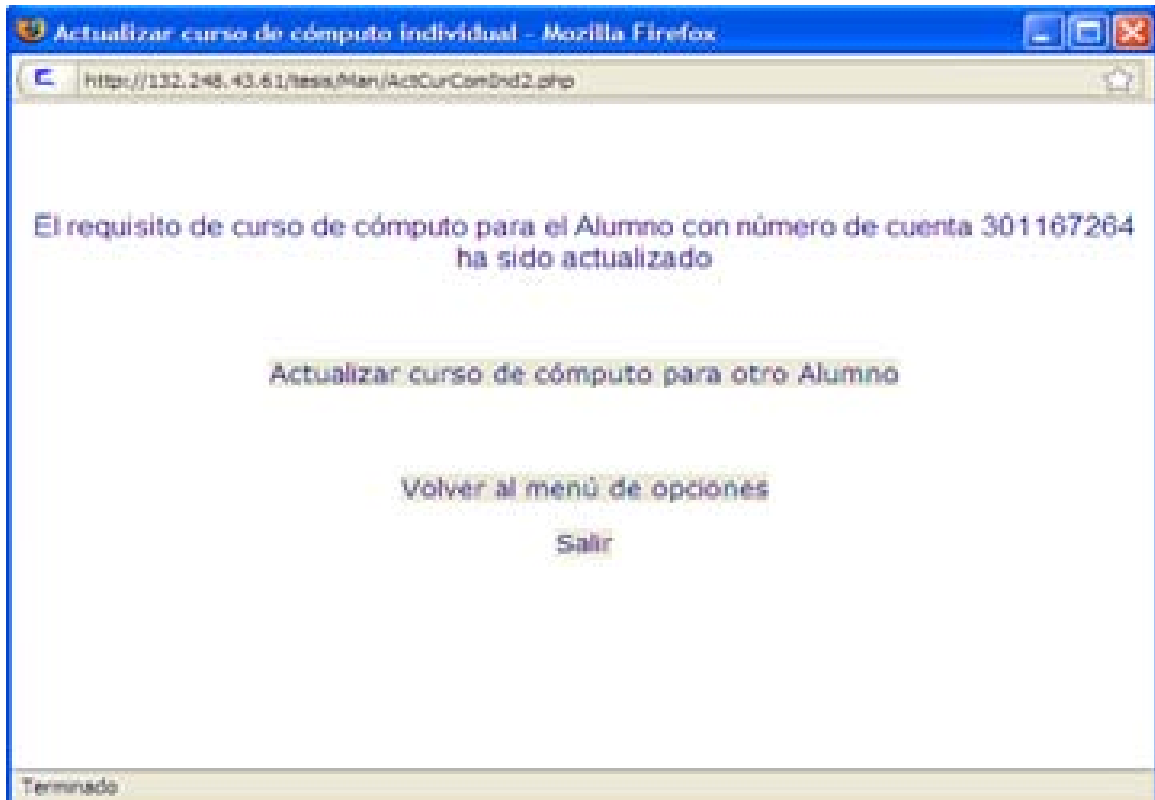 Actualizar curso de cómputo individual - Mozilla Firefox
http://132.248.43.61/tesis/Man/ActCurComInd2.php
El requisito de curso de cómputo para el Alumno con número de cuenta 301167264
ha sido actualizado
Actualizar curso de cómputo para otro Alumno
Volver al menú de opciones
Salir
Terminado